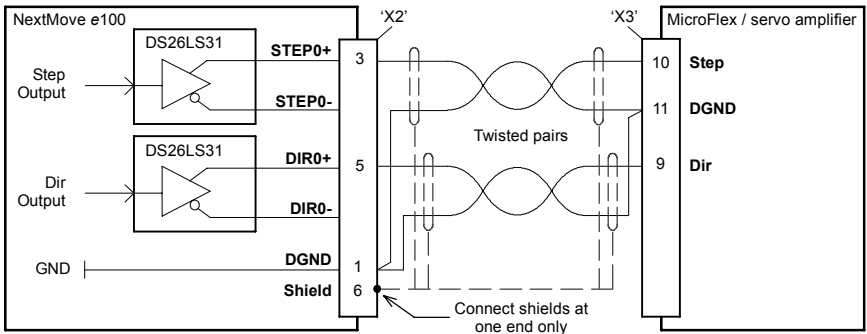 NextMove e100
'X2'
'X3'
MicroFlex / servo amplifier
DS26LS31
STEP0+
3
10
Step
Step
Output
STEP0-
11
DGND
Twisted pairs
DS26LS31
DIR0+
5
9
Dir
Dir
Output
DIR0-
GND
DGND
1
Shield
6
Connect shields at
one end only